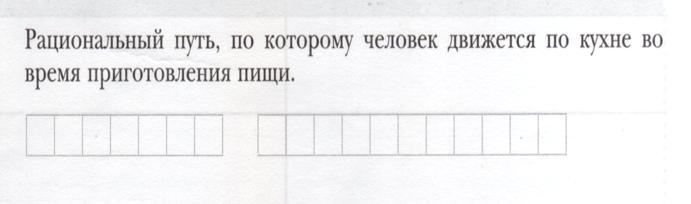 Рациональный путь, по которому человек движется по кухне во
время приготовления пищи.